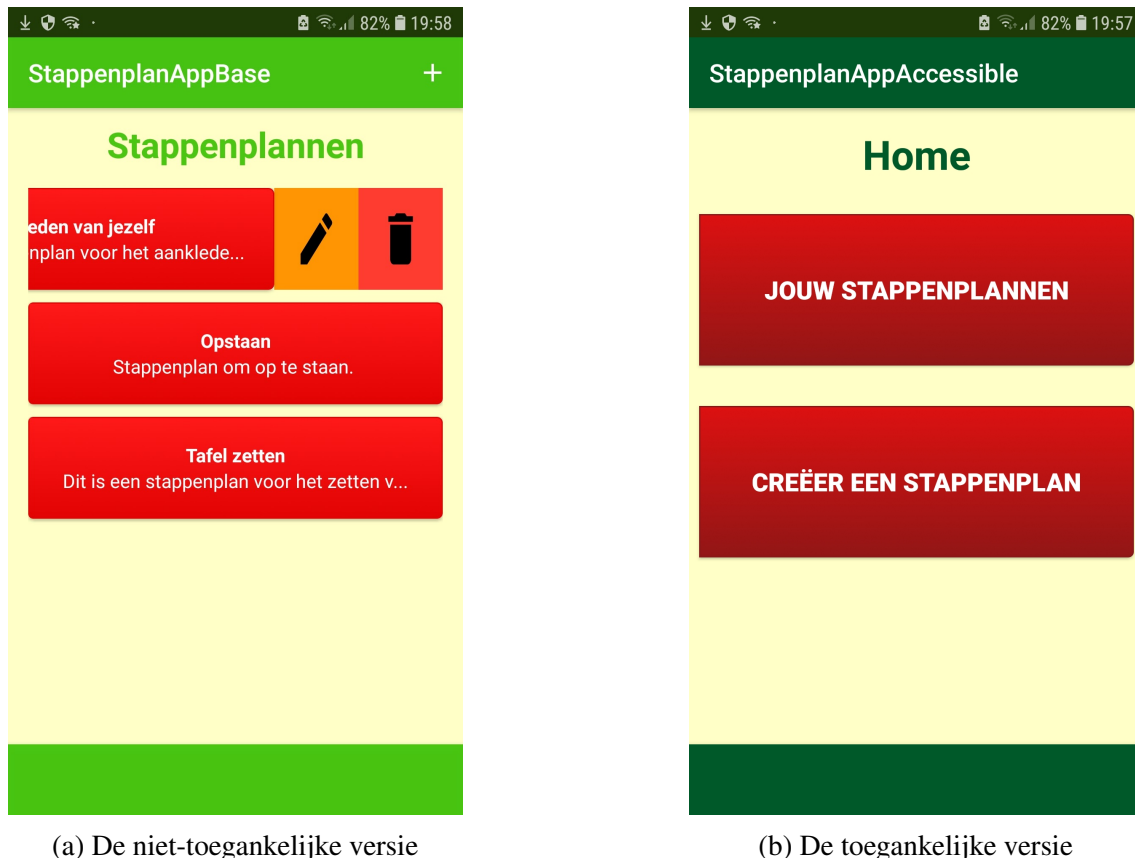 82% 19:58
StappenplanAppBase +
Stappenplannen
eden van jezelf
nplan voor het aanklede...
Opstaan
Stappenplan om op te staan.
Tafel zetten
Dit is een stappenplan voor het zetten v...
(a) De niet-toegankelijke versie
82% 19:57
StappenplanAppAccessible
Home
JOUW STAPPENPLANNEN
CREËER EEN STAPPENPLAN
(b) De toegankelijke versie